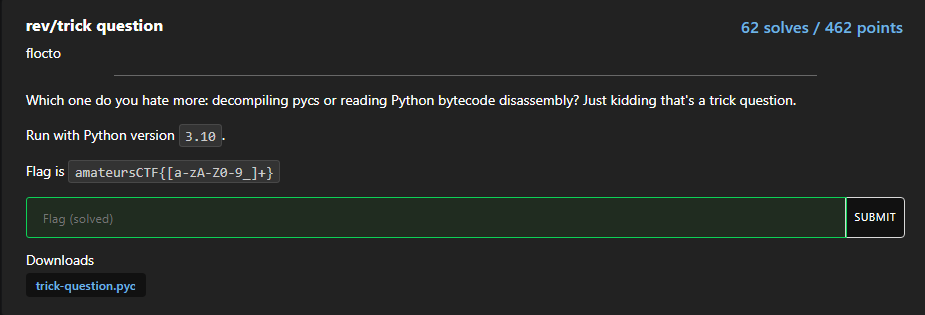 rev/trick question
62 solves / 462 points
flocto
Which one do you hate more: decompiling pycs or reading Python bytecode disassembly? Just kidding that's a trick question.
Run with Python version 3.10.
Flag is amateursCTF{[a-zA-Z0-9_]+}
Flag (solved)
SUBMIT
Downloads
trick-question.pyc